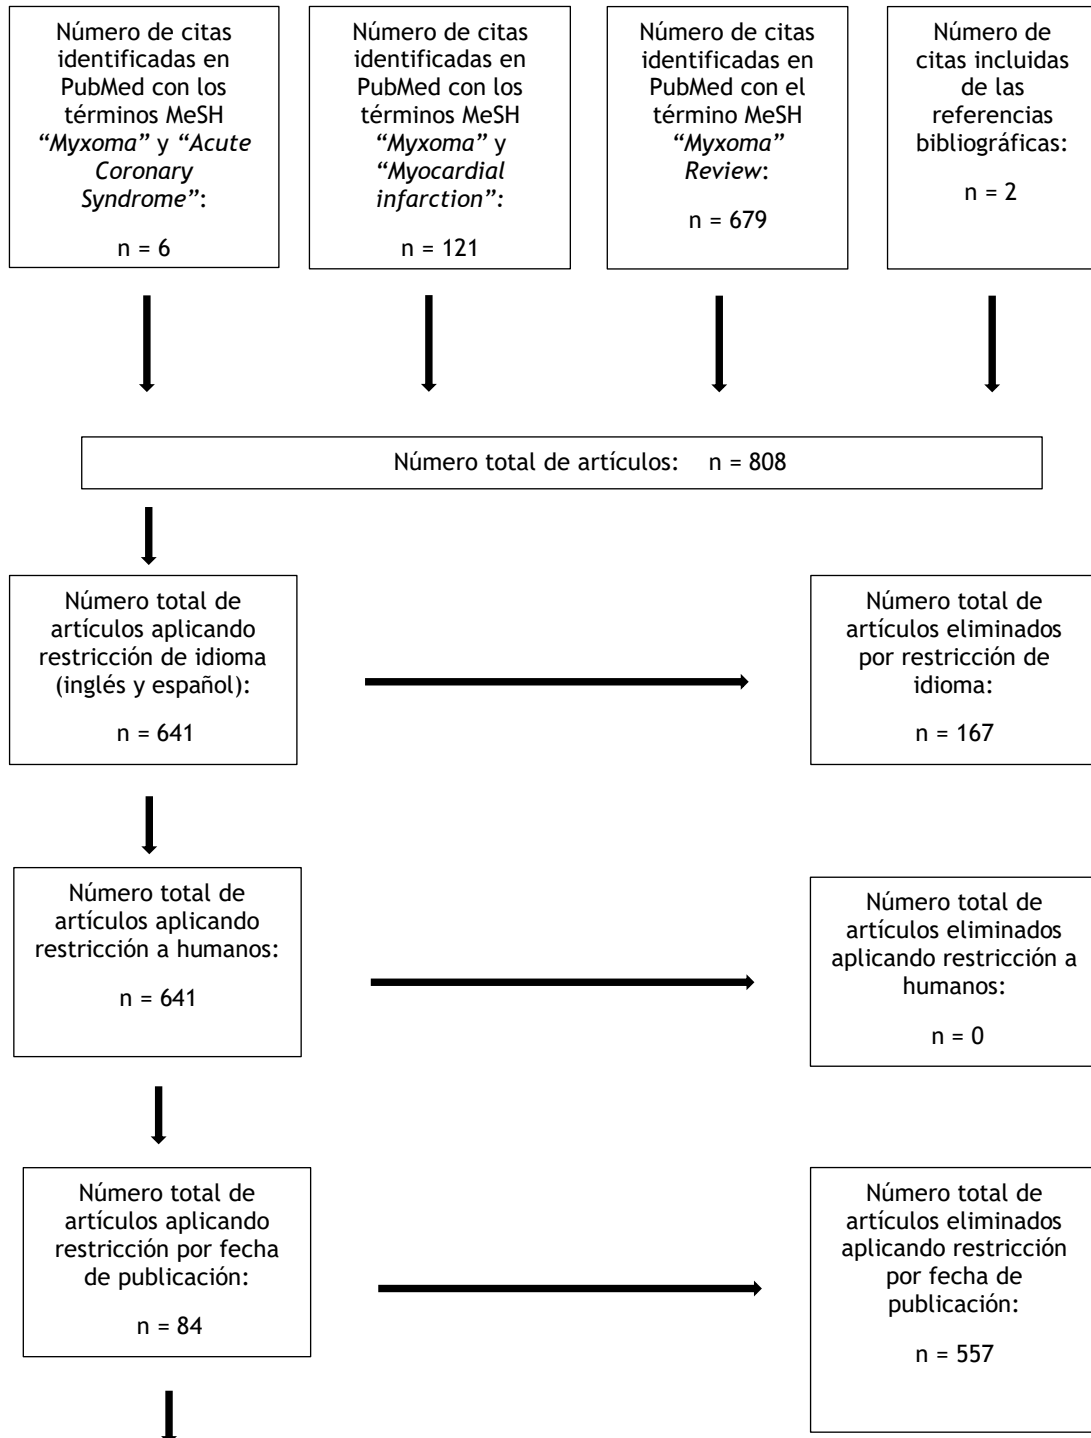 Número de citas
identificadas en
PubMed con los
términos MeSH
“Myxoma” y “Acute
Coronary
Syndrome”:
n = 6
Número de citas
identificadas en
PubMed con los
términos MeSH
“Myxoma” y
“Myocardial
infarction”:
n = 121
Número de citas
identificadas en
PubMed con el
término MeSH
“Myxoma”
Review:
n = 679
Número de
citas incluidas
de las
referencias
bibliográficas:
n = 2
Número total de artículos: n = 808
Número total de
artículos aplicando
restricción de idioma
(inglés y español):
n = 641
Número total de
artículos eliminados
por restricción de
idioma:
n = 167
Número total de
artículos aplicando
restricción a humanos:
n = 641
Número total de
artículos eliminados
aplicando restricción a
humanos:
n = 0
Número total de
artículos aplicando
restricción por fecha
de publicación:
n = 84
Número total de
artículos eliminados
aplicando restricción
por fecha de
publicación:
n = 557